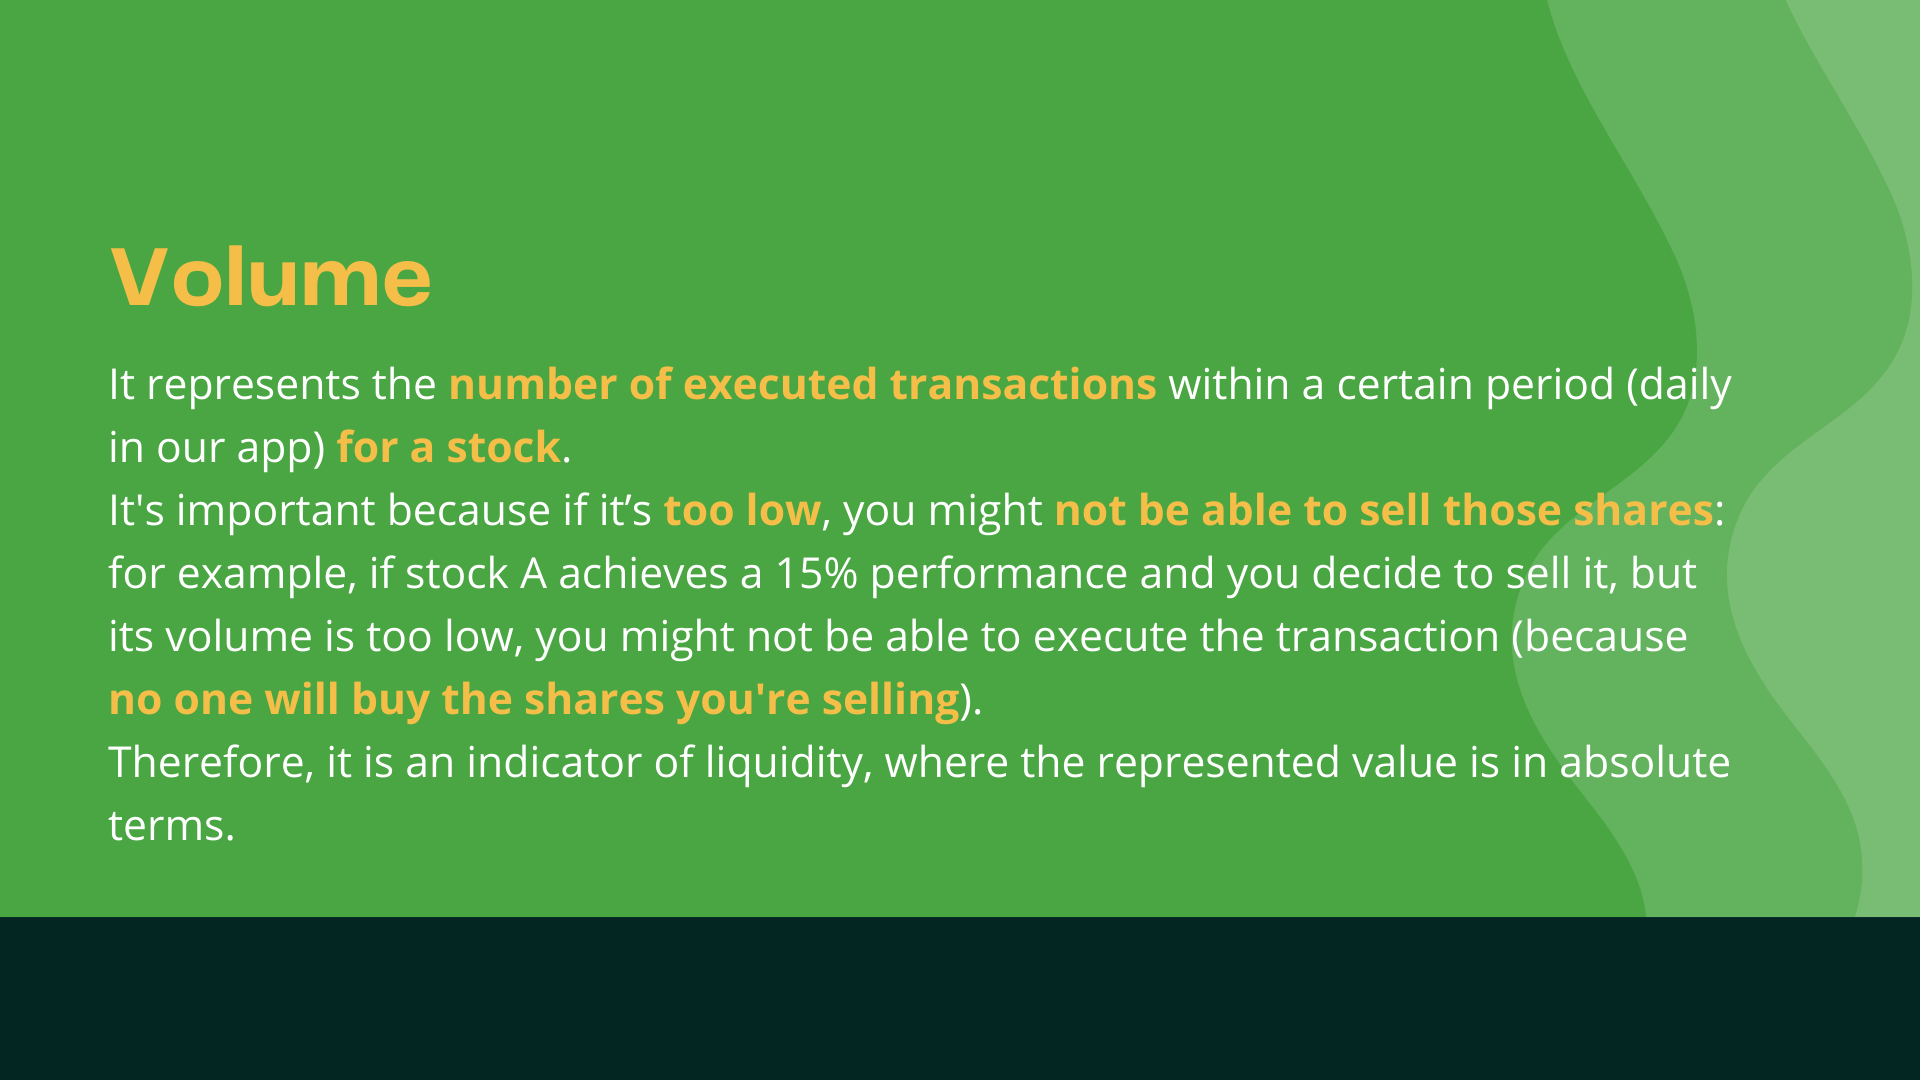 Volume
It represents the number of executed transactions within a certain period (daily
in our app) for a stock.
It's important because if it’s too low, you might not be able to sell those shares:
for example, if stock A achieves a 15% performance and you decide to sell it, but
its volume is too low, you might not be able to execute the transaction (because
no one will buy the shares you're selling).
Therefore, it is an indicator of liquidity, where the represented value is in absolute
terms.